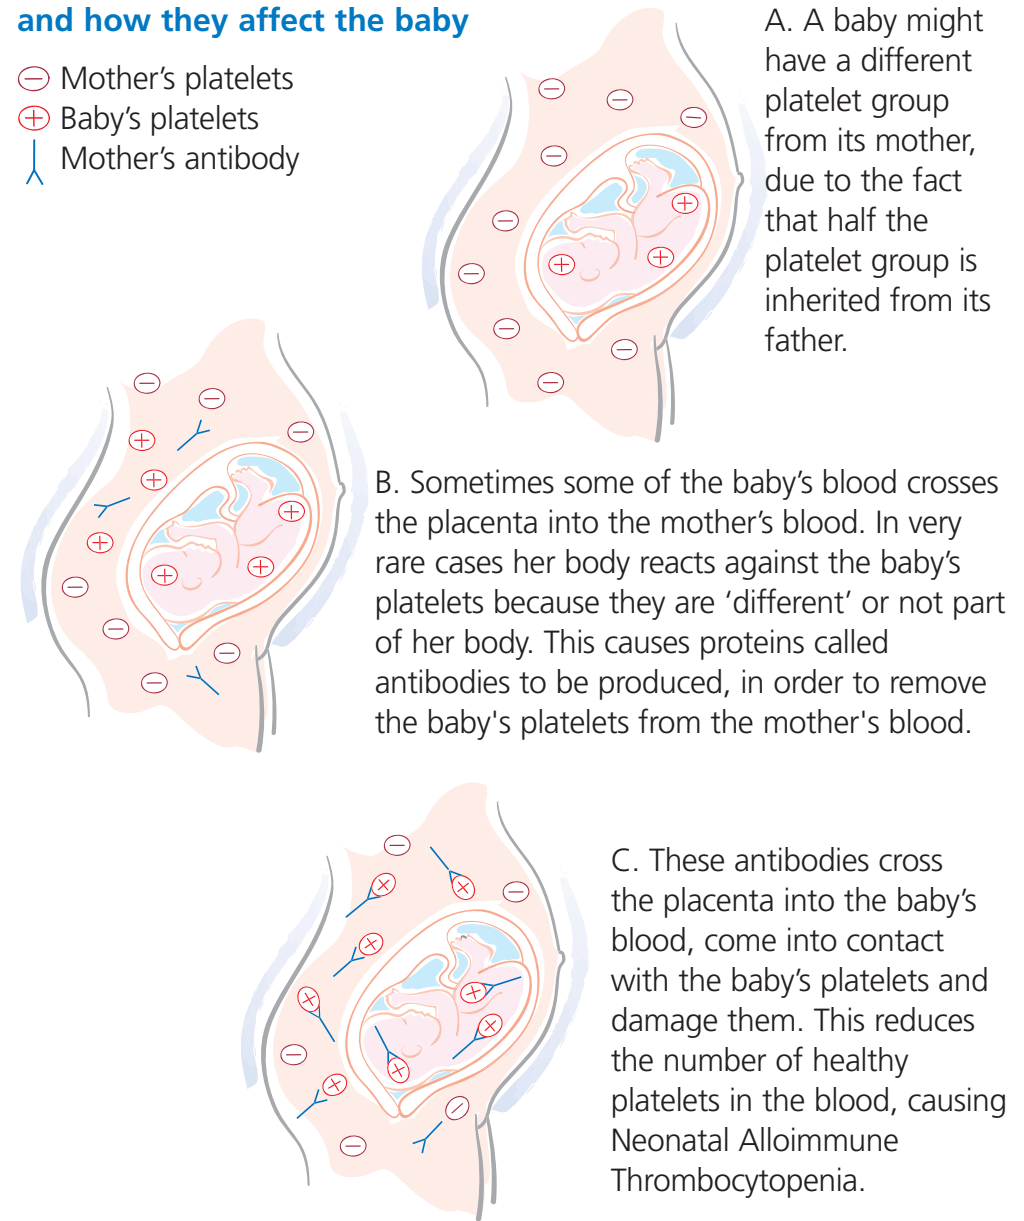 and how they affect the baby
Mother’s platelets
Baby’s platelets
Mother’s antibody
A. A baby might
have a different
platelet group
from its mother,
due to the fact
that half the
platelet group is
inherited from its
father.
B. Sometimes some of the baby’s blood crosses
the placenta into the mother’s blood. In very
rare cases her body reacts against the baby’s
platelets because they are ‘different’ or not part
of her body. This causes proteins called
antibodies to be produced, in order to remove
the baby's platelets from the mother's blood.
C. These antibodies cross
the placenta into the baby’s
blood, come into contact
with the baby’s platelets and
damage them. This reduces
the number of healthy
platelets in the blood, causing
Neonatal Alloimmune
Thrombocytopenia.